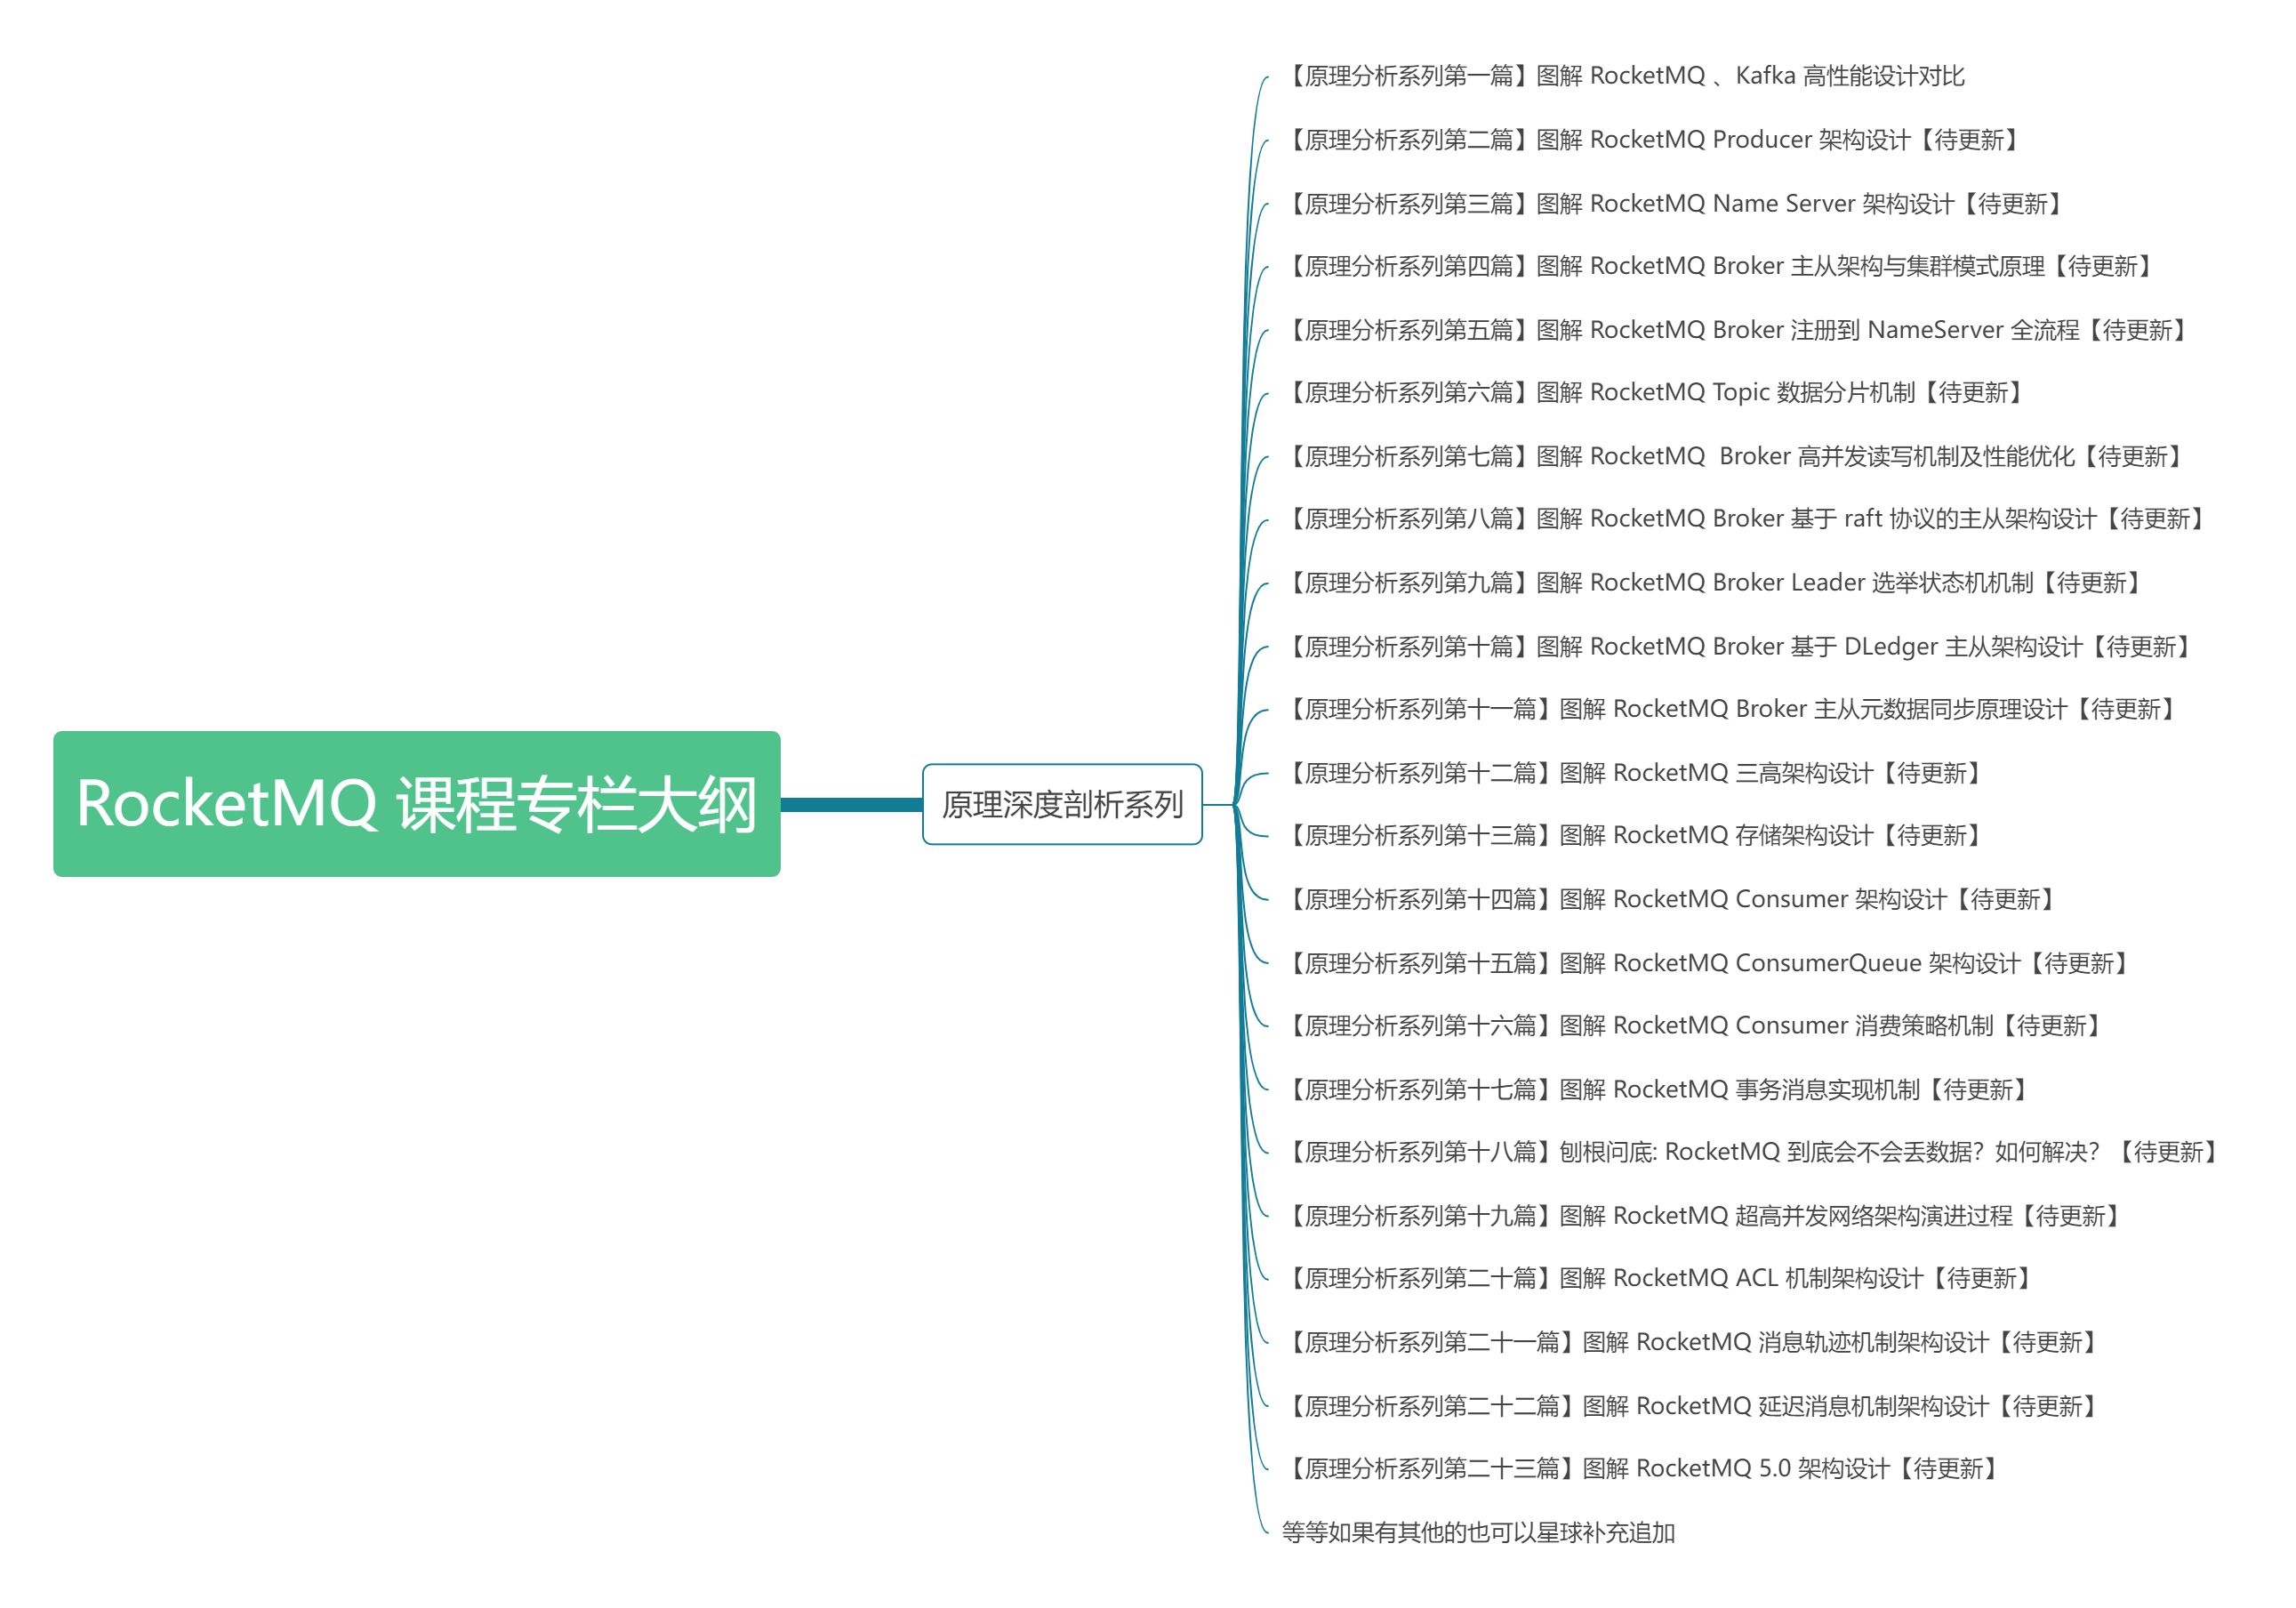 RocketMQ 课程专栏大纲
原理深度剖析系列
【原理分析系列第一篇】图解 RocketMQ 、Kafka 高性能设计对比
【原理分析系列第二篇】图解 RocketMQ Producer 架构设计【待更新】
【原理分析系列第三篇】图解 RocketMQ Name Server 架构设计【待更新】
【原理分析系列第四篇】图解 RocketMQ Broker 主从架构与集群模式原理【待更新】
【原理分析系列第五篇】图解 RocketMQ Broker 注册到 NameServer 全流程【待更新】
【原理分析系列第六篇】图解 RocketMQ Topic 数据分片机制【待更新】
【原理分析系列第七篇】图解 RocketMQ  Broker 高并发读写机制及性能优化【待更新】
【原理分析系列第八篇】图解 RocketMQ Broker 基于 raft 协议的主从架构设计【待更新】
【原理分析系列第九篇】图解 RocketMQ Broker Leader 选举状态机机制【待更新】
【原理分析系列第十篇】图解 RocketMQ Broker 基于 DLedger 主从架构设计【待更新】
【原理分析系列第十一篇】图解 RocketMQ Broker 主从元数据同步原理设计【待更新】
【原理分析系列第十二篇】图解 RocketMQ 三高架构设计【待更新】
【原理分析系列第十三篇】图解 RocketMQ 存储架构设计【待更新】
【原理分析系列第十四篇】图解 RocketMQ Consumer 架构设计【待更新】
【原理分析系列第十五篇】图解 RocketMQ ConsumerQueue 架构设计【待更新】
【原理分析系列第十六篇】图解 RocketMQ Consumer 消费策略机制【待更新】
【原理分析系列第十七篇】图解 RocketMQ 事务消息实现机制【待更新】
【原理分析系列第十八篇】刨根问底: RocketMQ 到底会不会丢数据？如何解决？【待更新】
【原理分析系列第十九篇】图解 RocketMQ 超高并发网络架构演进过程【待更新】
【原理分析系列第二十篇】图解 RocketMQ ACL 机制架构设计【待更新】
【原理分析系列第二十一篇】图解 RocketMQ 消息轨迹机制架构设计【待更新】
【原理分析系列第二十二篇】图解 RocketMQ 延迟消息机制架构设计【待更新】
【原理分析系列第二十三篇】图解 RocketMQ 5.0 架构设计【待更新】
等等如果有其他的也可以星球补充追加